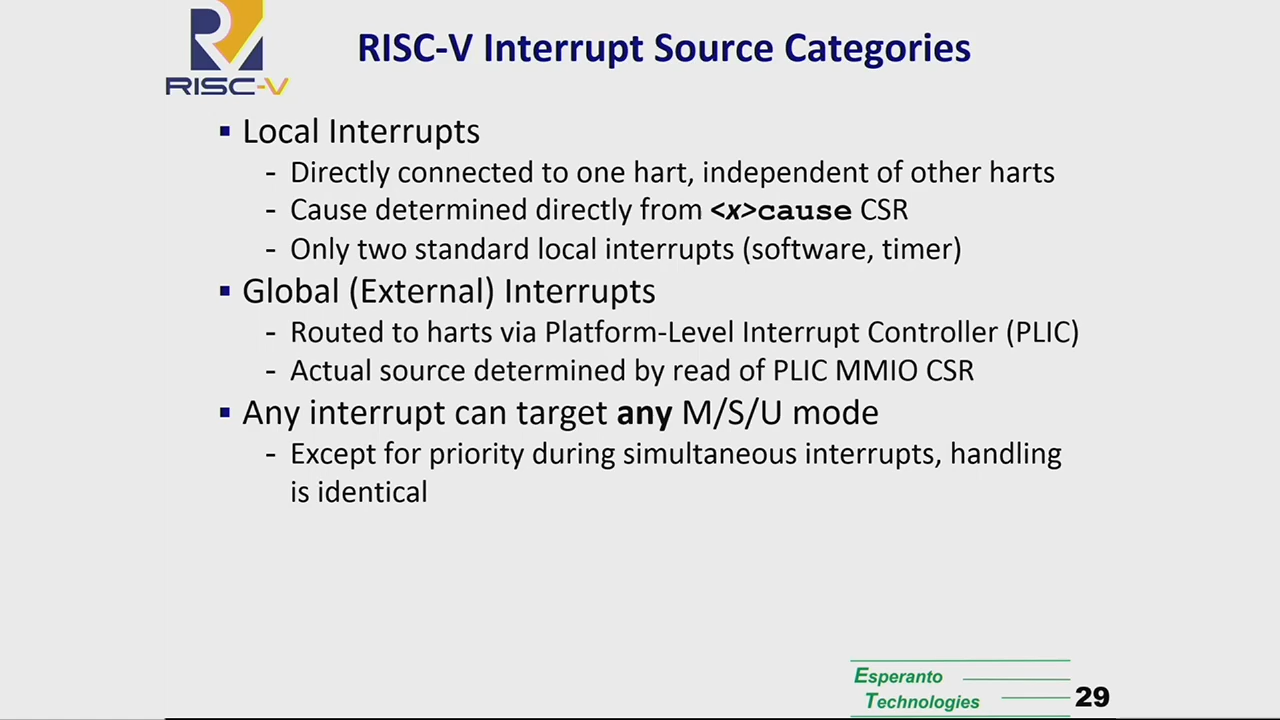 RISC-V
RISC-V Interrupt Source Categories
▪ Local Interrupts
- Directly connected to one hart, independent of other harts
- Cause determined directly from <x>cause CSR
- Only two standard local interrupts (software, timer)
▪ Global (External) Interrupts
- Routed to harts via Platform-Level Interrupt Controller (PLIC)
- Actual source determined by read of PLIC MMIO CSR
▪ Any interrupt can target any M/S/U mode
- Except for priority during simultaneous interrupts, handling
is identical
Esperanto
Technologies
29